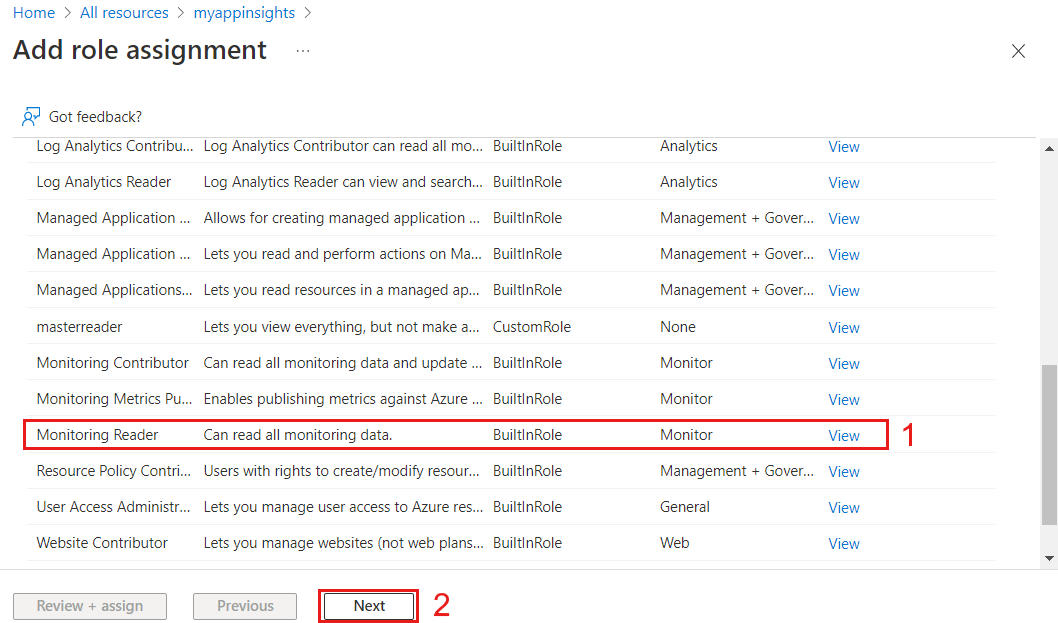 Home > All resources > myappinsights >
Add role assignment ...
Got feedback?
Log Analytics Contribu... Log Analytics Contributor can read all mo... BuiltInRole Analytics View
Log Analytics Reader Log Analytics Reader can view and search... BuiltInRole Analytics View
Managed Application ... Allows for creating managed application ... BuiltInRole Management + Gover... View
Managed Application ... Lets you read and perform actions on Ma... BuiltInRole Management + Gover... View
Managed Applications... Lets you read resources in a managed ap... BuiltInRole Management + Gover... View
masterreader Lets you view everything, but not make a... CustomRole None View
Monitoring Contributor Can read all monitoring data and update ... BuiltInRole Monitor View
Monitoring Metrics Pu... Enables publishing metrics against Azure ... BuiltInRole Monitor View
Monitoring Reader Can read all monitoring data. BuiltInRole Monitor View 1
Resource Policy Contri... Users with rights to create/modify resour... BuiltInRole Management + Gover... View
User Access Administr... Lets you manage user access to Azure res... BuiltInRole General View
Website Contributor Lets you manage websites (not web plans... BuiltInRole Web View
Review + assign Previous Next 2